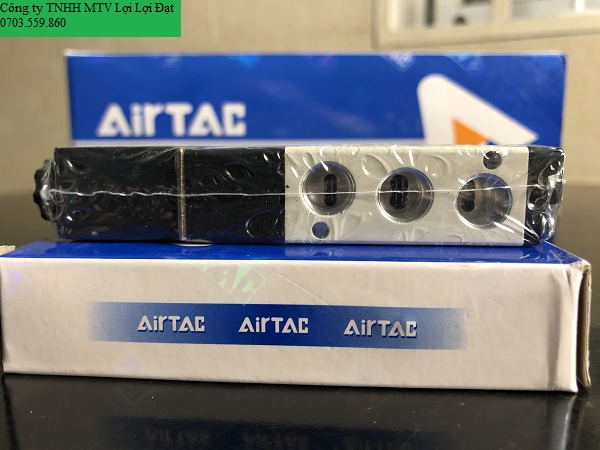 Công ty TNHH MTV Lợi Lợi Đạt
0703.559.860
AirTAC
AirTAC AirTAC AirTAC